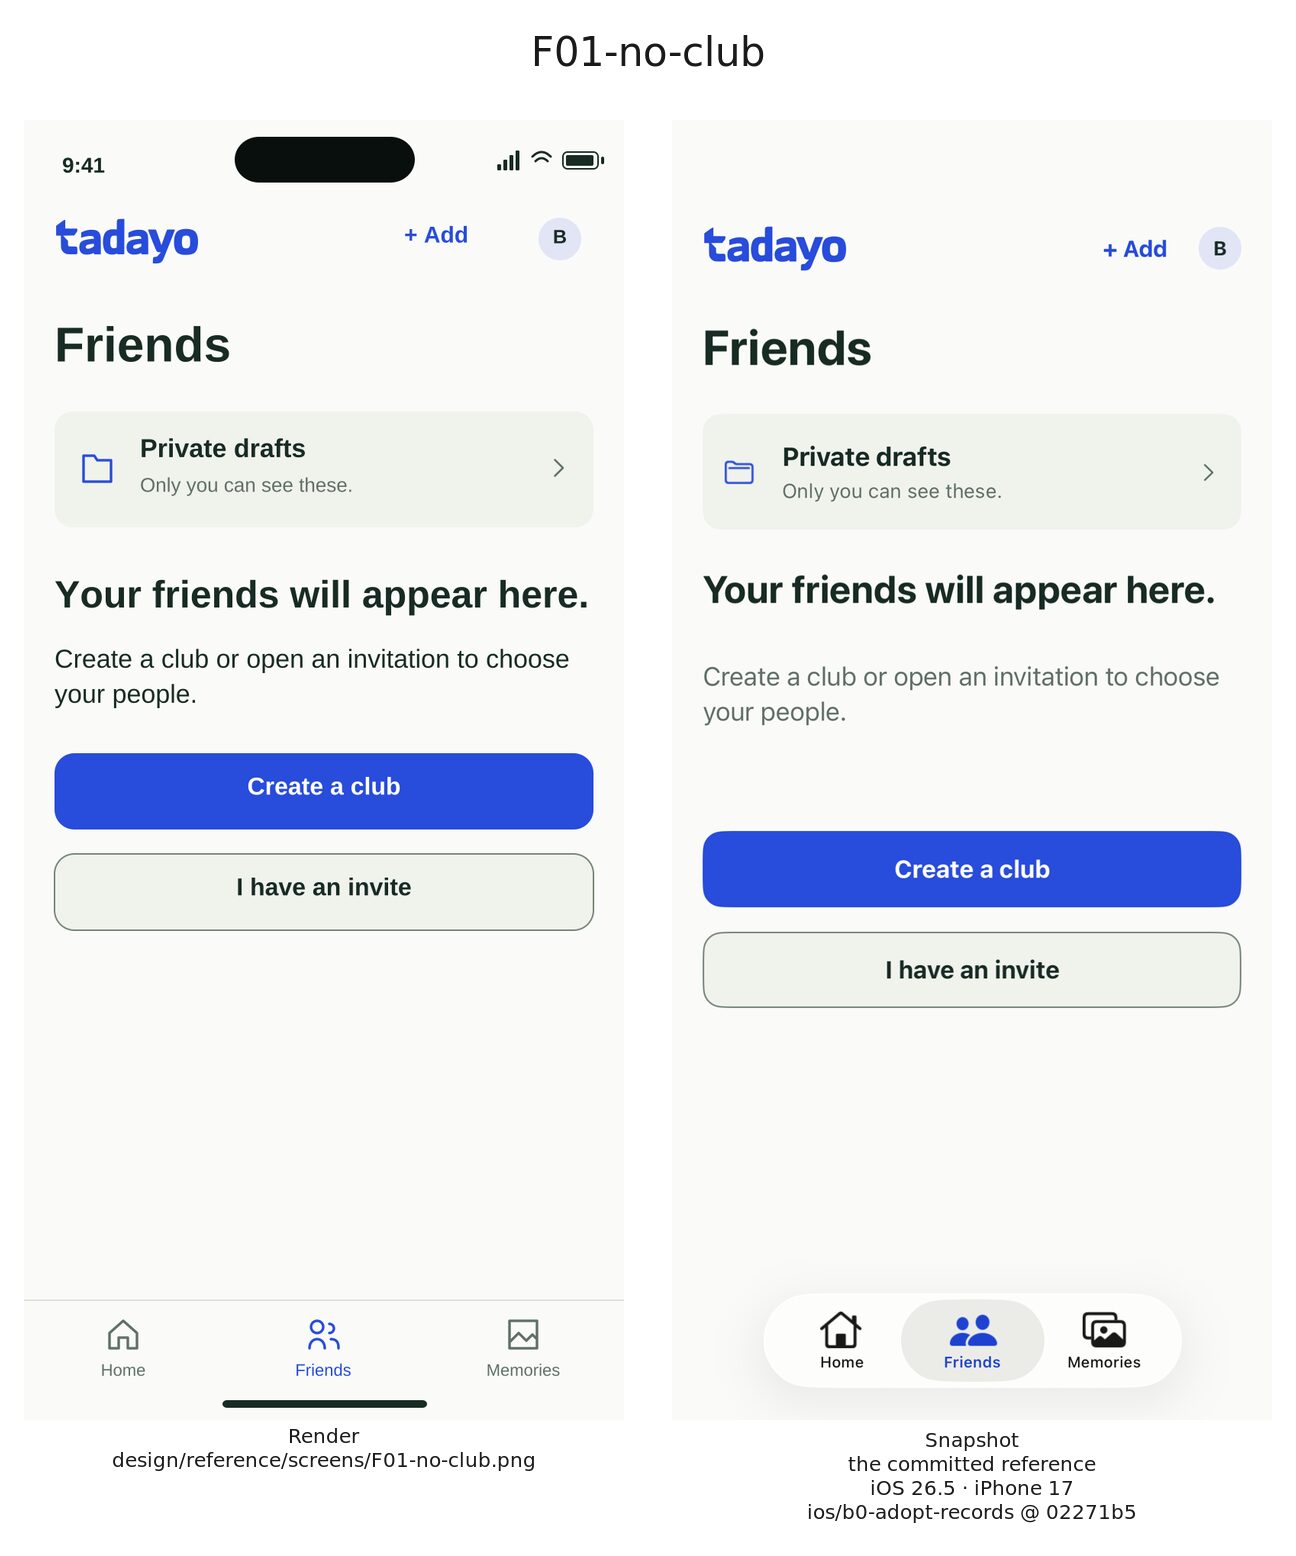 F01-no-club
9:41
tadayo
+ Add
B
Friends
Private drafts
Only you can see these.
Your friends will appear here.
Create a club or open an invitation to choose
your people.
Create a club
I have an invite
Home
Friends
Memories
Render
design/reference/screens/F01-no-club.png
tadayo
+ Add
B
Friends
Private drafts
Only you can see these.
Your friends will appear here.
Create a club or open an invitation to choose
your people.
Create a club
I have an invite
Home
Friends
Memories
Snapshot
the committed reference
iOS 26.5 · iPhone 17
ios/b0-adopt-records @ 02271b5